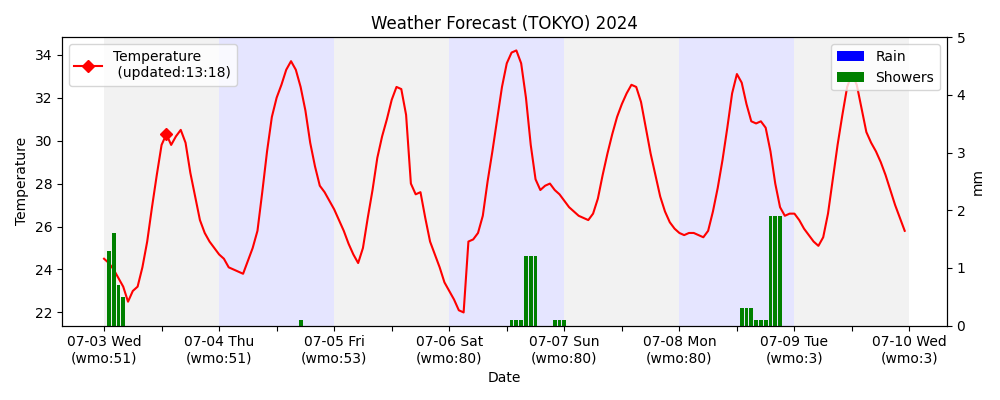 Weather Forecast (TOKYO) 2024
Temperature
(updated:13:18)
Rain
Showers
34
32
30
28
26
24
22
Temperature
5
4
3
2
1
0
mm
07-03 Wed 07-04 Thu 07-05 Fri 07-06 Sat 07-07 Sun 07-08 Mon 07-09 Tue 07-10 Wed
(wmo:51) (wmo:51) (wmo:53) (wmo:80) (wmo:80) (wmo:80) (wmo:3) (wmo:3)
Date